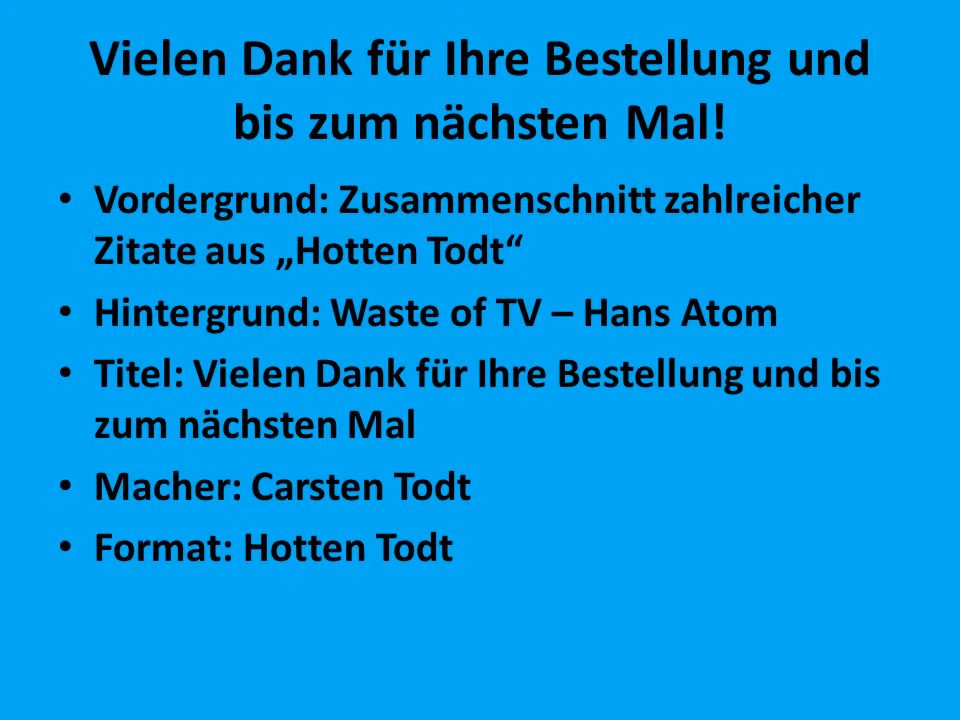 Vielen Dank für Ihre Bestellung und
bis zum nächsten Mal!
• Vordergrund: Zusammenschnitt zahlreicher
Zitate aus „Hotten Todt“
• Hintergrund: Waste of TV – Hans Atom
• Titel: Vielen Dank für Ihre Bestellung und bis
zum nächsten Mal
• Macher: Carsten Todt
• Format: Hotten Todt